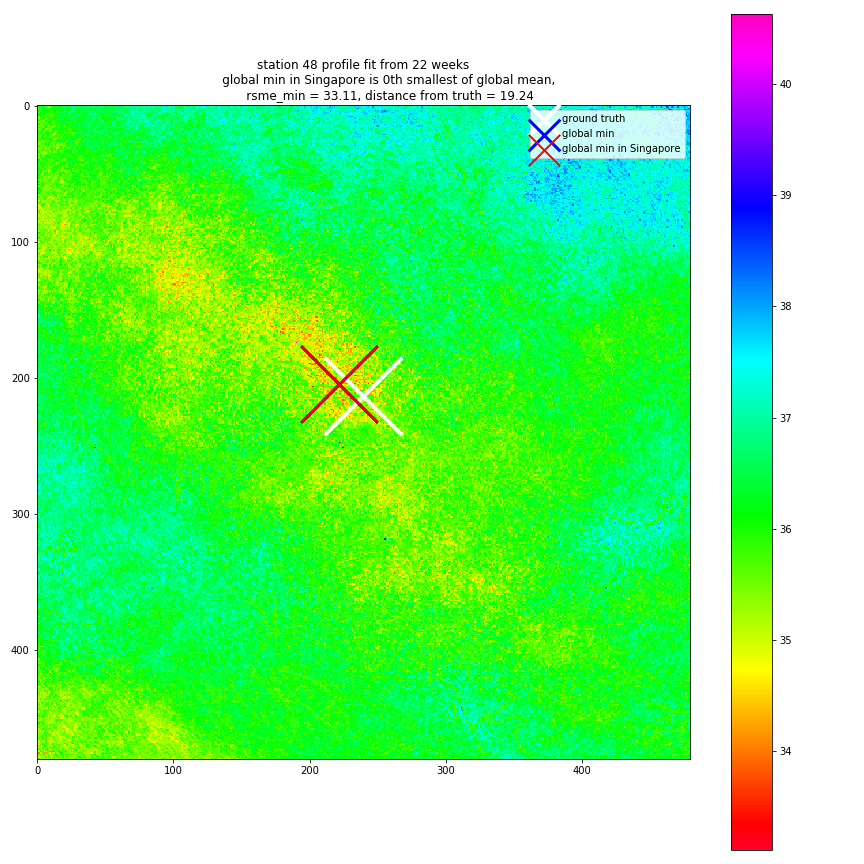 station 48 profile fit from 22 weeks
global min in Singapore is 0th smallest of global mean,
rsme_min = 33.11, distance from truth = 19.24
ground truth
global min
global min in Singapore
0
100
200
300
400
0
100
200
300
400
40
39
38
37
36
35
34